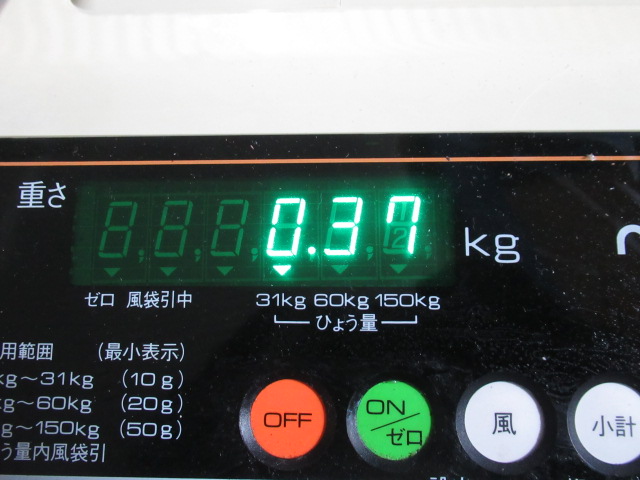 重さ 0.37 kg
ゼロ 風袋引中 31kg 60kg 150kg
ひょう量
用範囲 (最小表示)
kg～31kg (10g)
kg～60kg (20g)
～150kg (50g)
う量内風袋引
OFF
ON/ゼロ
風
小計